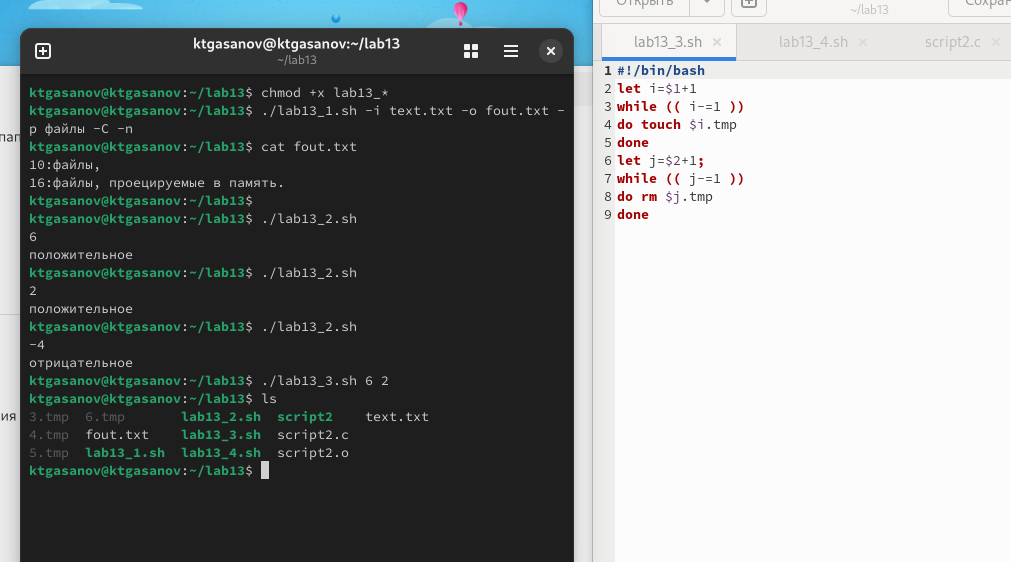 ktgasanov@ktgasanov:~/lab13
~/lab13
ktgasanov@ktgasanov:~/lab13$ chmod +x lab13_*
ktgasanov@ktgasanov:~/lab13$ ./lab13_1.sh -i text.txt -o fout.txt -
p файлы -C -n
ktgasanov@ktgasanov:~/lab13$ cat fout.txt
10:файлы,
16:файлы, проецируемые в память.
ktgasanov@ktgasanov:~/lab13$
ktgasanov@ktgasanov:~/lab13$ ./lab13_2.sh
6
положительное
ktgasanov@ktgasanov:~/lab13$ ./lab13_2.sh
2
положительное
ktgasanov@ktgasanov:~/lab13$ ./lab13_2.sh
-4
отрицательное
ktgasanov@ktgasanov:~/lab13$ ./lab13_3.sh 6 2
ktgasanov@ktgasanov:~/lab13$ ls
3.tmp 6.tmp lab13_2.sh script2 text.txt
4.tmp fout.txt lab13_3.sh script2.c
5.tmp lab13_1.sh lab13_4.sh script2.o
ktgasanov@ktgasanov:~/lab13$
Открыть
~/lab13
Сохран
lab13_3.sh × lab13_4.sh × script2.c ×
1 #!/bin/bash
2 let i=$1+1
3 while (( i-=1 ))
4 do touch $i.tmp
5 done
6 let j=$2+1;
7 while (( j-=1 ))
8 do rm $j.tmp
9 done